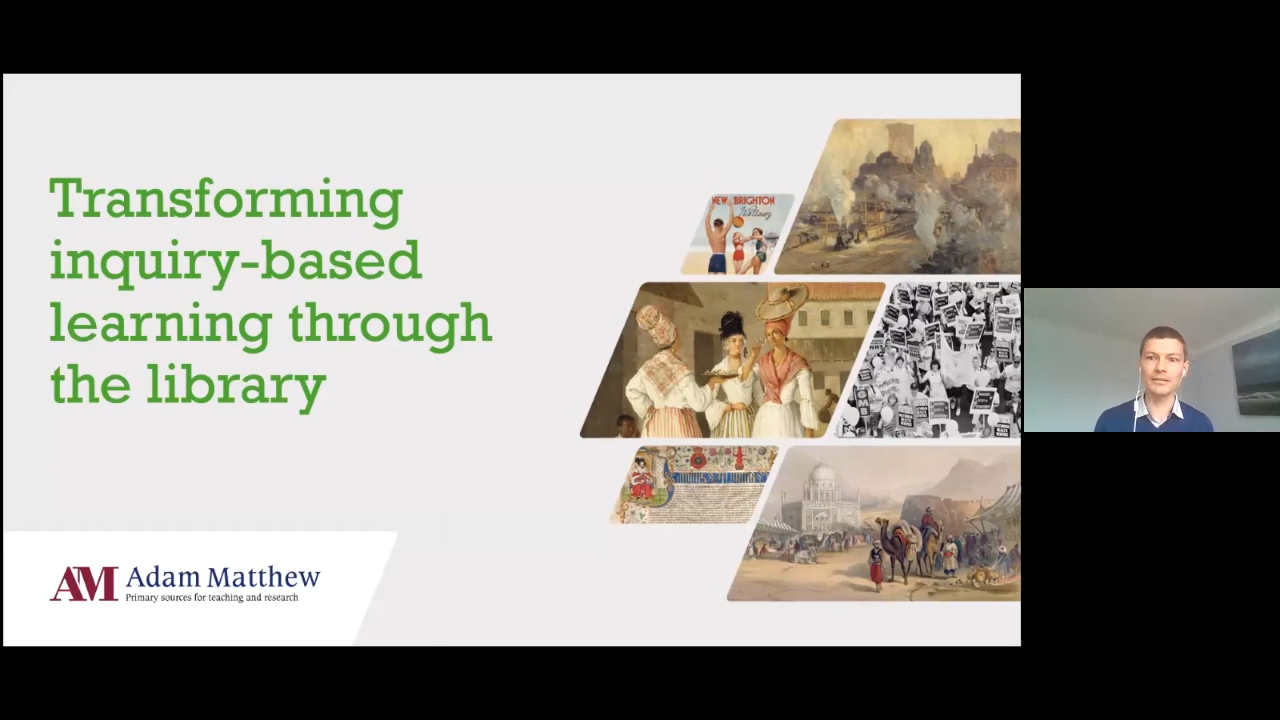 Transforming
inquiry-based
learning through
the library
NEW BRIGHTON
AM Adam Matthew
Primary sources for teaching and research